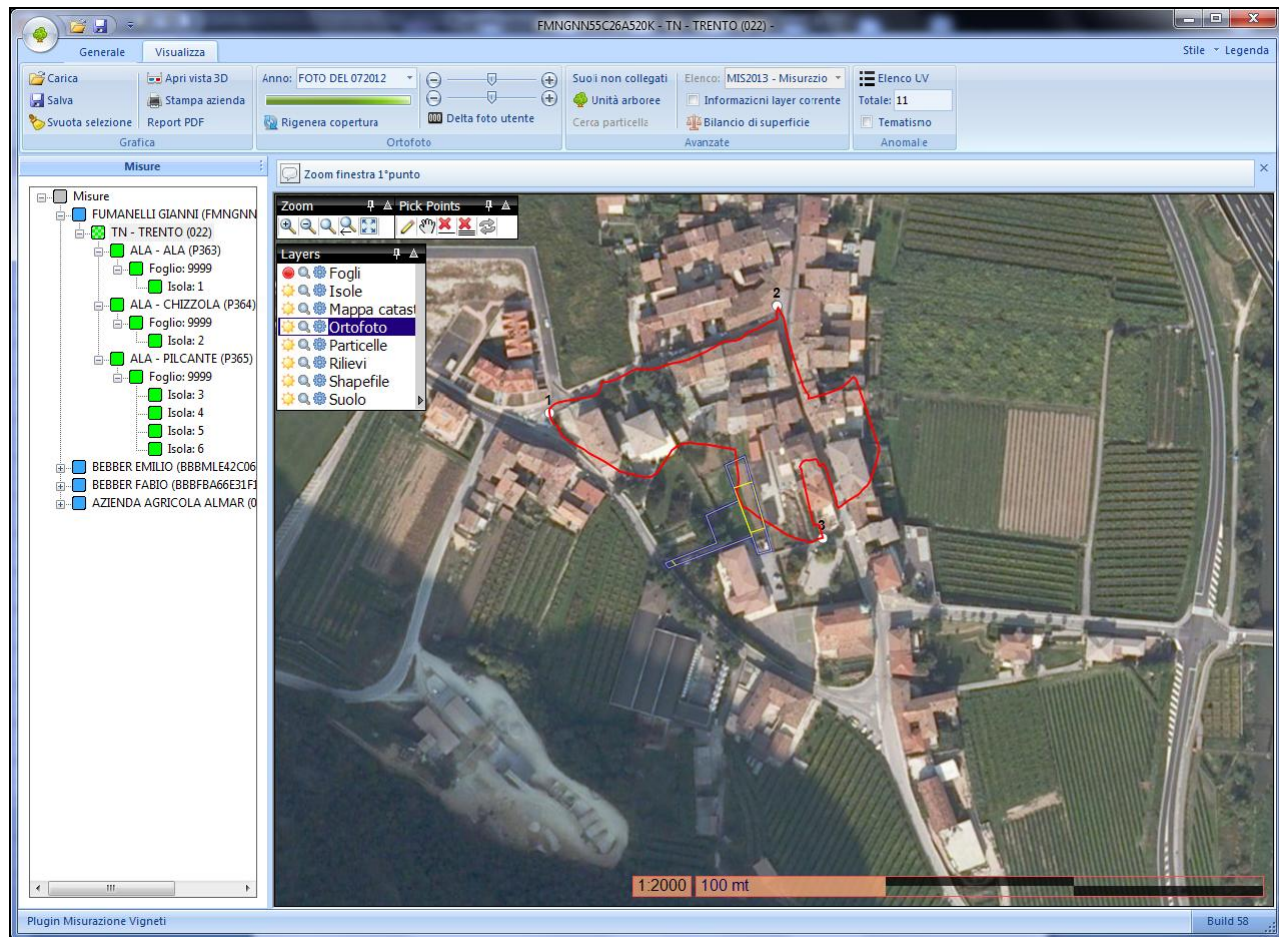 FMNGNN55C26A520K - TN - TRENTO (022) -
Generale Visualizza Stile Legenda
Carica Apri vista 3D Anno: FOTO DEL 072012 Suoli non collegati Elenco: MIS2013 - Misurazio Elenco UV
Salva Stampa azienda Unità arboree Informazioni layer corrente Totale: 11
Svuota selezione Report PDF Rigenera copertura 000 Delta foto utente Cerca particella Bilancio di superficie Tematismo
Grafica Ortofoto Avanzate Anomalie
Misure
Zoom finestra 1°punto
Misure
FUMANELLI GIANNI (FMNGNN
TN - TRENTO (022)
ALA - ALA (P363)
Foglio: 9999
Isola: 1
ALA - CHIZZOLA (P364)
Foglio: 9999
Isola: 2
ALA - PILCANTE (P365)
Foglio: 9999
Isola: 3
Isola: 4
Isola: 5
Isola: 6
BEBBER EMILIO (BBBMLE42C06
BEBBER FABIO (BBBFBA66E31F1
AZIENDA AGRICOLA ALMAR (0
Zoom Pick Points
Layers
Fogli
Isole
Mappa catast
Ortofoto
Particelle
Rilievi
Shapefile
Suolo
2
1
3
1:2000 100 mt
Plugin Misurazione Vigneti Build 58